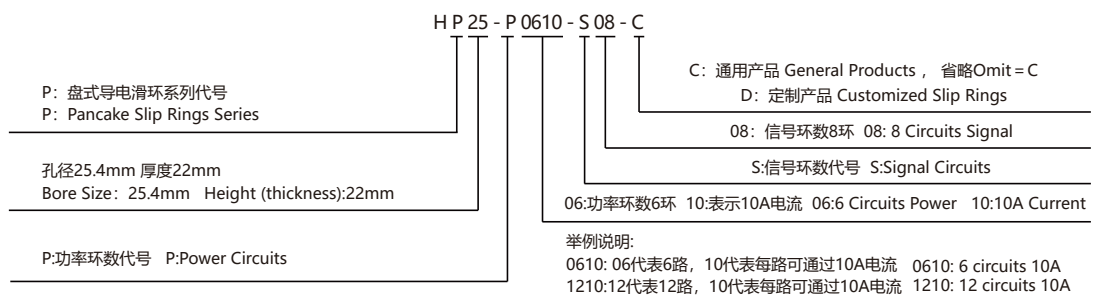 HP25-P0610-S08-C
C：通用产品 General Products ， 省略Omit=C
D：定制产品 Customized Slip Rings
P：盘式导电滑环系列代号
P：Pancake Slip Rings Series
08：信号环数8环 08: 8 Circuits Signal
孔径25.4mm 厚度22mm
S:信号环数代号 S:Signal Circuits
Bore Size：25.4mm Height (thickness):22mm
06:功率环数6环 10:表示10A电流 06:6 Circuits Power 10:10A Current
P:功率环数代号 P:Power Circuits
举例说明:
0610: 06代表6路，10代表每路可通过10A电流 0610: 6 circuits 10A
1210:12代表12路，10代表每路可通过10A电流 1210: 12 circuits 10A